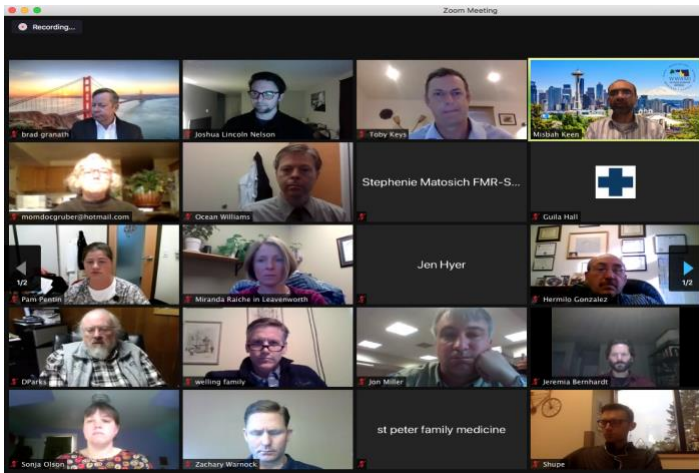 Zoom Meeting
Recording...
brad granath
Joshua Lincoln Nelson
Toby Keys
Misbah Keen
momdocgruber@hotmail.com
Ocean Williams
Stephenie Matosich FMR-S...
Guila Hall
1/2
Pam Pentin
Miranda Raiche in Leavenworth
Jen Hyer
Hermilo Gonzalez
1/2
DParks
welling family
Jon Miller
Jeremia Bernhardt
Sonja Olson
Zachary Warnock
st peter family medicine
Shupe